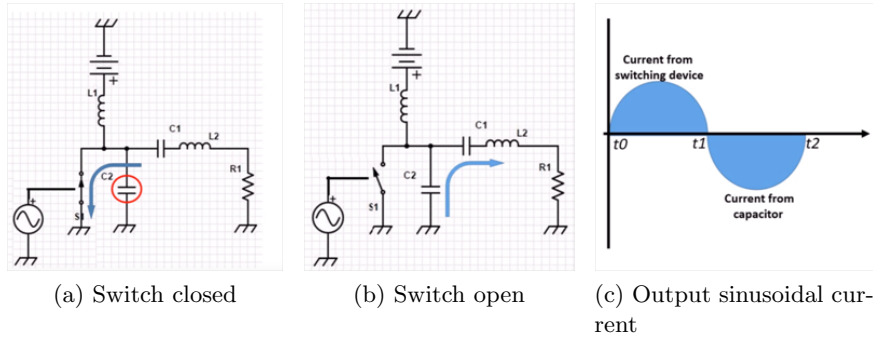 +
L1
C1
L2
C2
R1
S1
+
(a) Switch closed
+
L1
C1
L2
C2
R1
S1
+
(b) Switch open
Current from
switching device
t0
t1
t2
Current from
capacitor
(c) Output sinusoidal cur-
rent